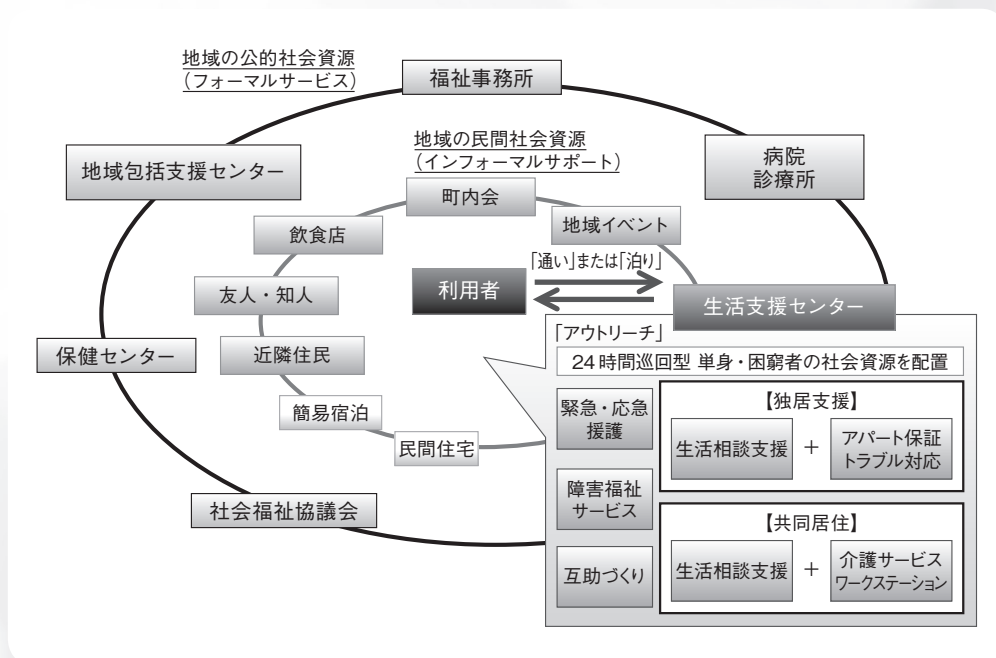 地域の公的社会資源
（フォーマルサービス）
福祉事務所
地域の民間社会資源
（インフォーマルサポート）
病院
診療所
地域包括支援センター
町内会
地域イベント
飲食店
「通い」または「泊り」
利用者
友人・知人
生活支援センター
保健センター
近隣住民
簡易宿泊
民間住宅
社会福祉協議会
「アウトリーチ」
24時間巡回型 単身・困窮者の社会資源を配置
緊急・応急
援護
障害福祉
サービス
互助づくり
【独居支援】
生活相談支援
+
アパート保証
トラブル対応
【共同居住】
生活相談支援
+
介護サービス
ワークステーション